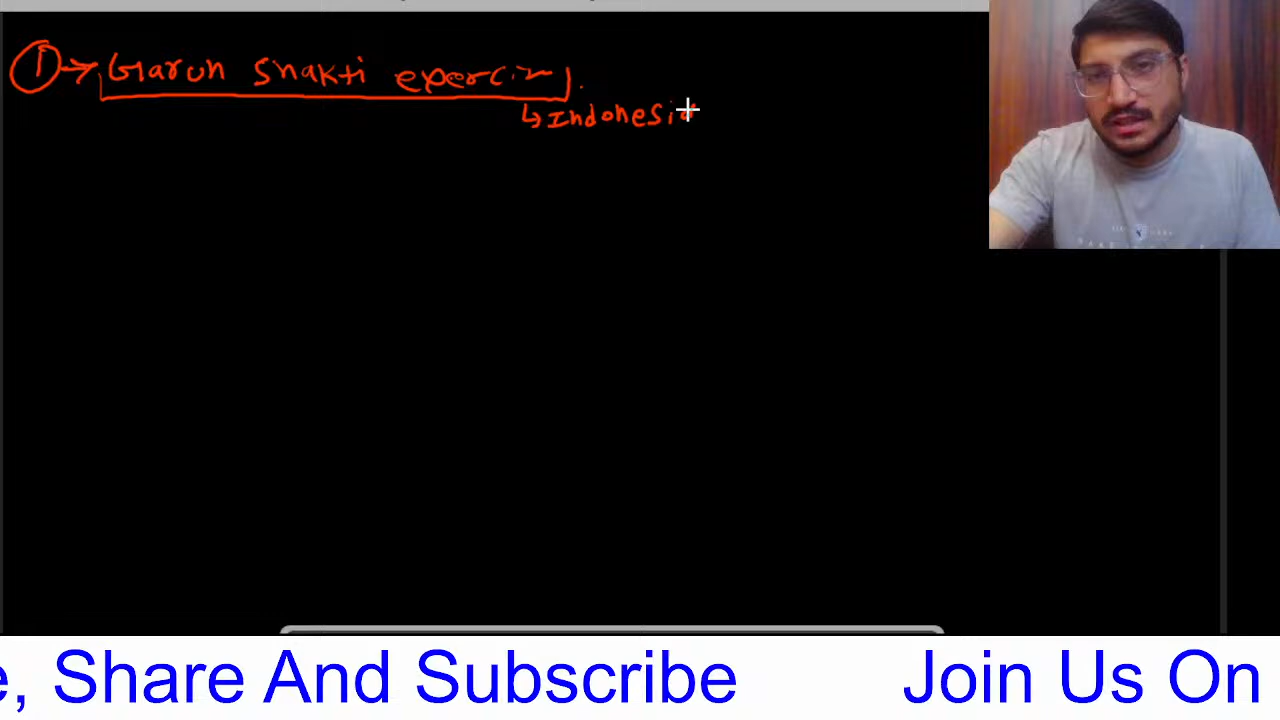 ① → Garun Shakti exercise.
↳ Indonesia
e, Share And Subscribe Join Us On